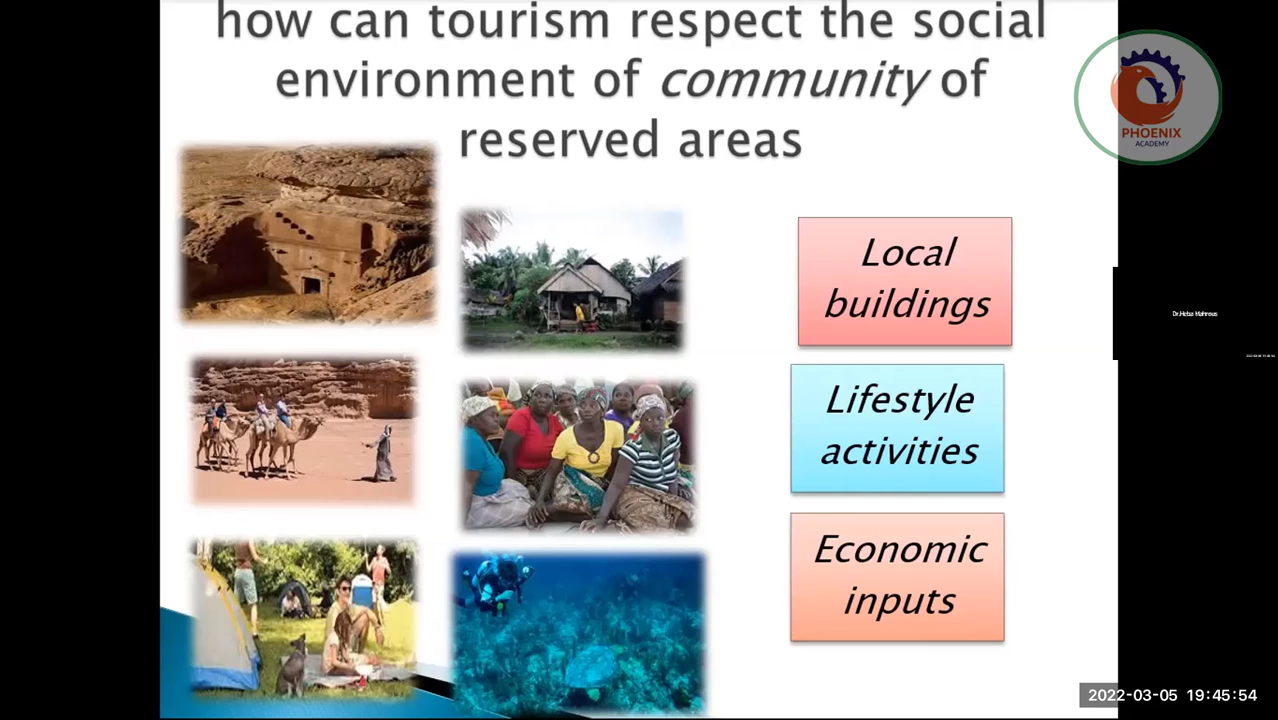 how can tourism respect the social
environment of community of
reserved areas
PHOENIX
ACADEMY
Local
buildings
Lifestyle
activities
Economic
inputs
Dr.Heba Mahrous
2022-03-05 19:45:54